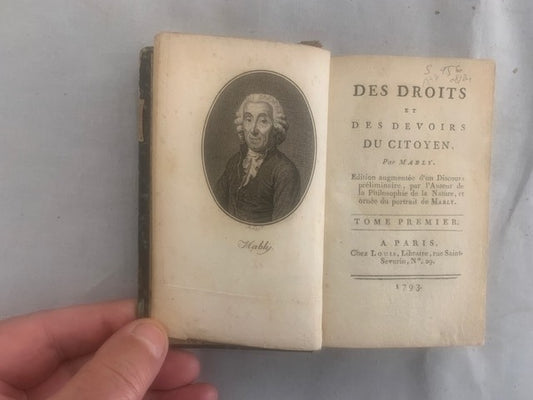 Mably.
S 456
DES DROITS
ET
DES DEVOIRS
DU CITOYEN.
Par MABLY.
Edition augmentée d'un Discours
préliminaire, par l'Auteur de
la Philosophie de la Nature, et
ornée du portrait de MABLY.
TOME PREMIER.
A PARIS,
Chez LOUIS, Libraire, rue Saint-
Severin, N°. 29.
1793.